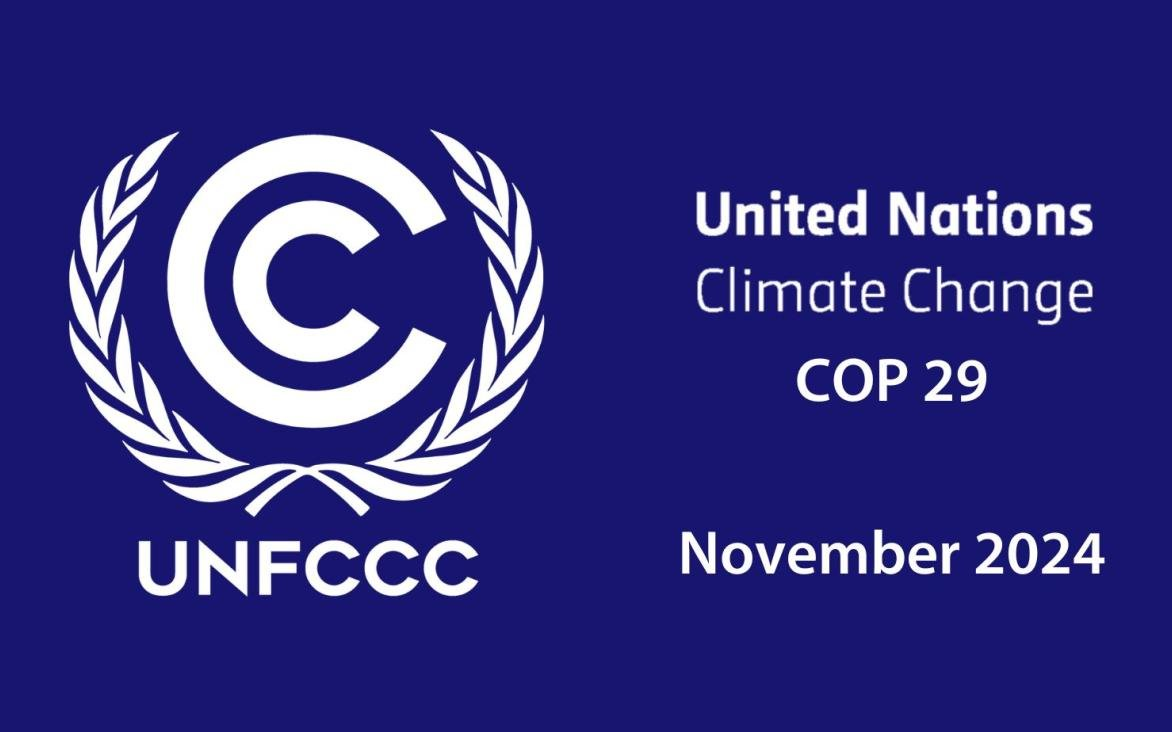 UNFCCC
United Nations
Climate Change
COP 29
November 2024